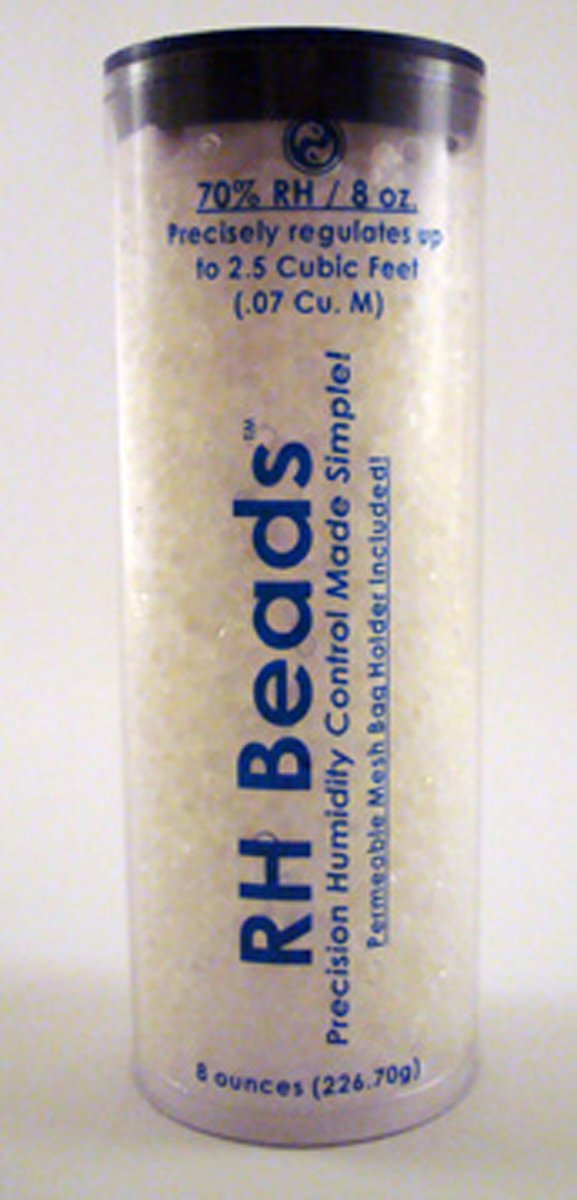 70% RH / 8 oz.
Precisely regulates up
to 2.5 Cubic Feet
(.07 Cu. M)
RH Beads™
Precision Humidity Control Made Simple!
Permeable Mesh Bag Holder Included!
8 ounces (226.70g)